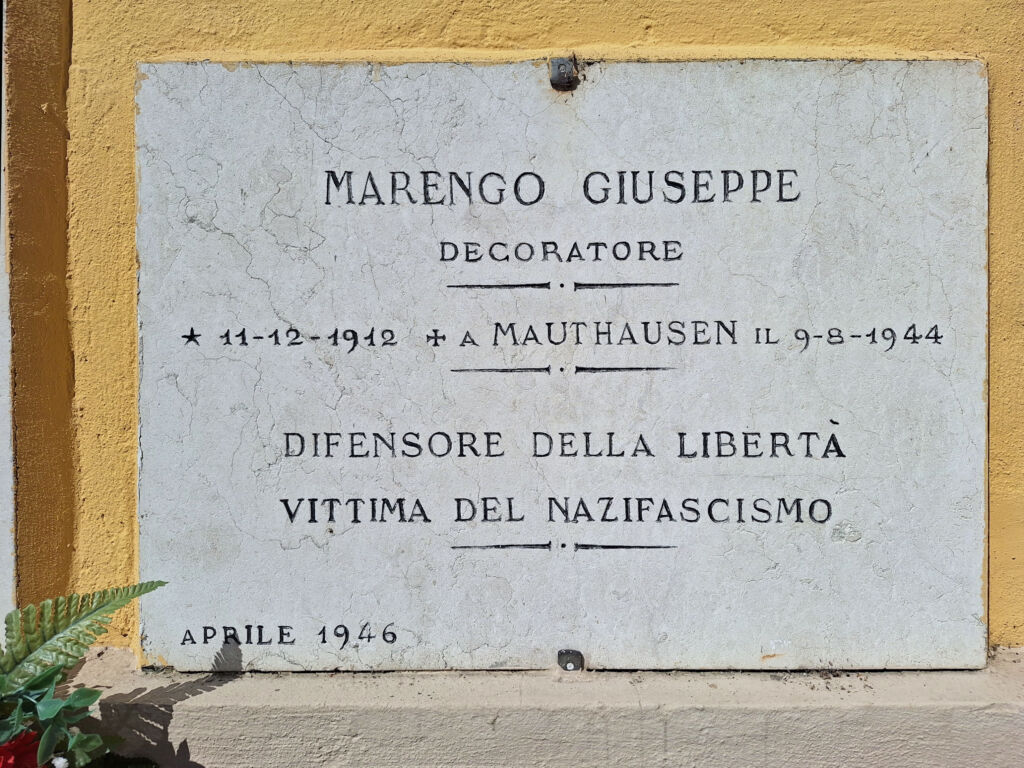 MARENGO GIUSEPPE
DECORATORE
★ 11-12-1912 ✠ A MAUTHAUSEN IL 9-8-1944
DIFENSORE DELLA LIBERTÀ
VITTIMA DEL NAZIFASCISMO
APRILE 1946